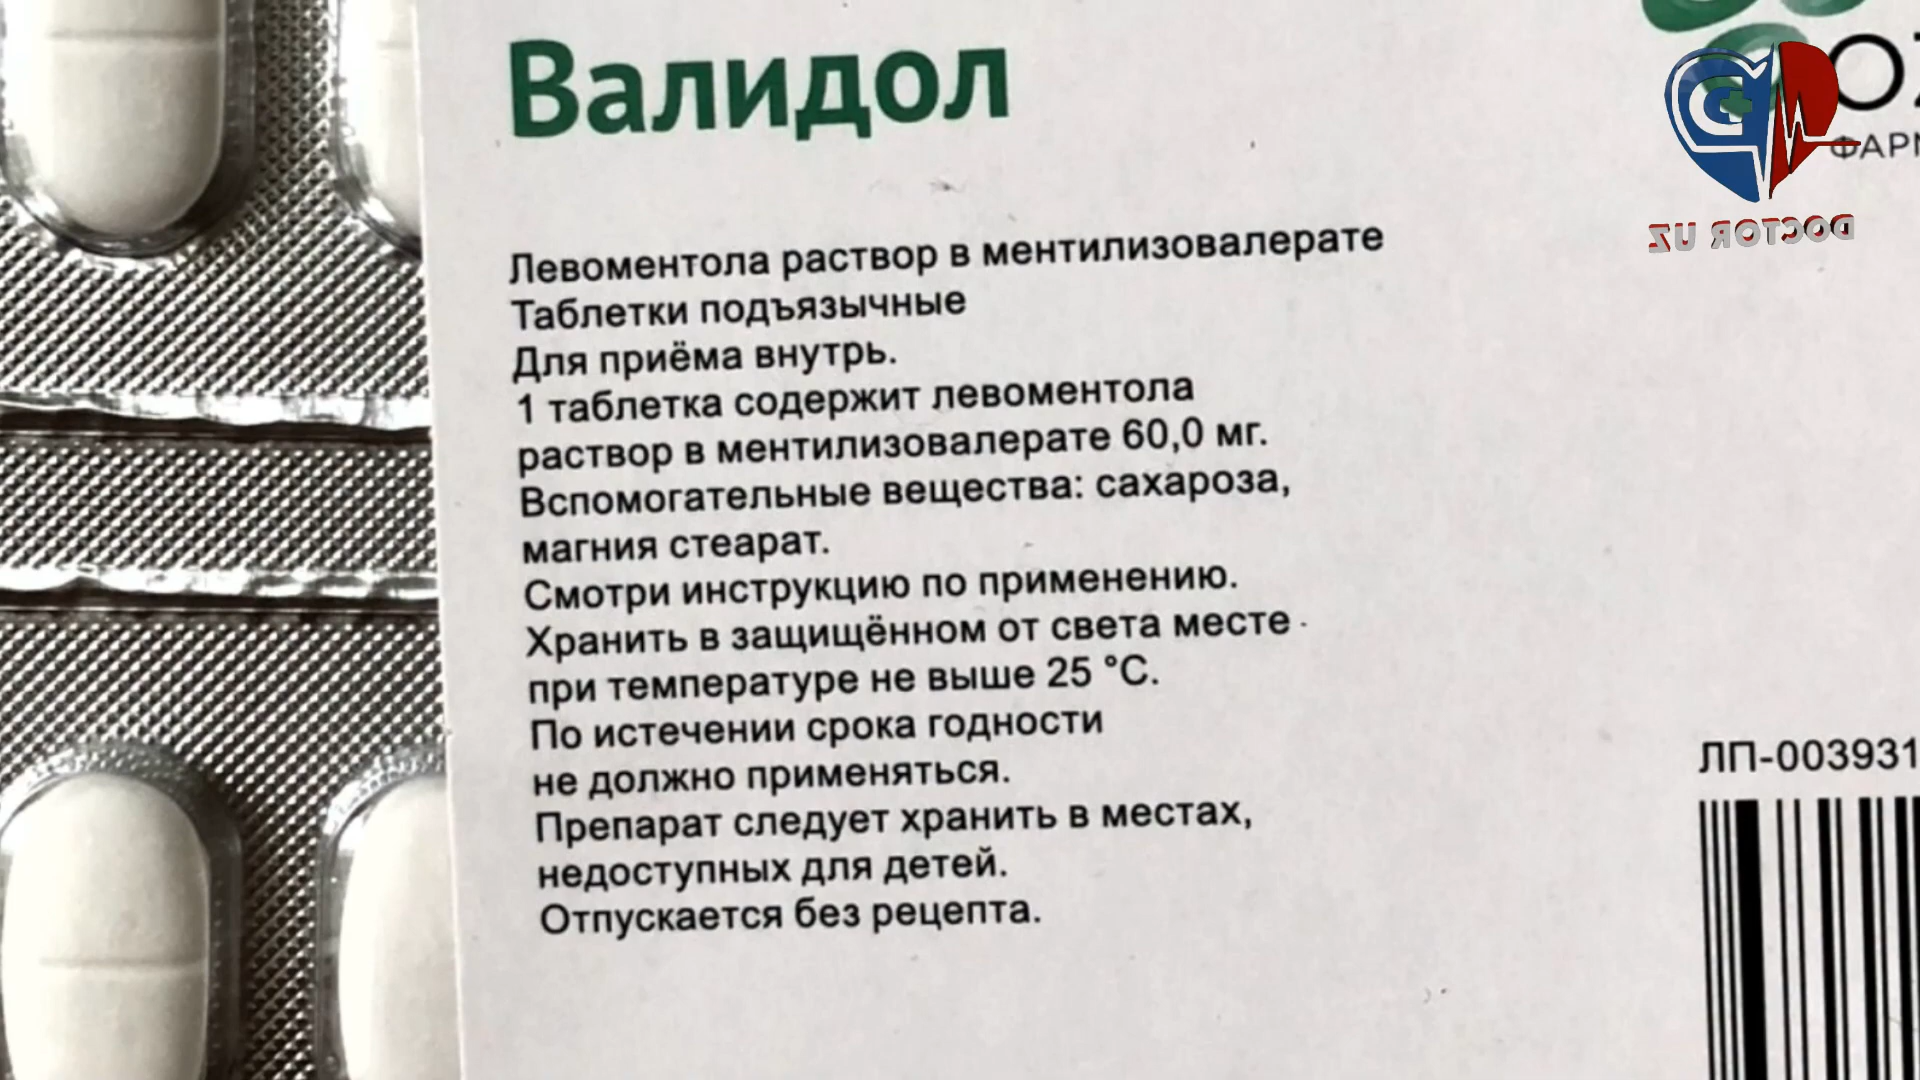 Валидол
Левоментола раствор в ментилизовалерате
Таблетки подъязычные
Для приёма внутрь.
1 таблетка содержит левоментола
раствор в ментилизовалерате 60,0 мг.
Вспомогательные вещества: сахароза,
магния стеарат.
Смотри инструкцию по применению.
Хранить в защищённом от света месте
при температуре не выше 25 °C.
По истечении срока годности
не должно применяться.
Препарат следует хранить в местах,
недоступных для детей.
Отпускается без рецепта.
DOCTOR UZ
ЛП-003931